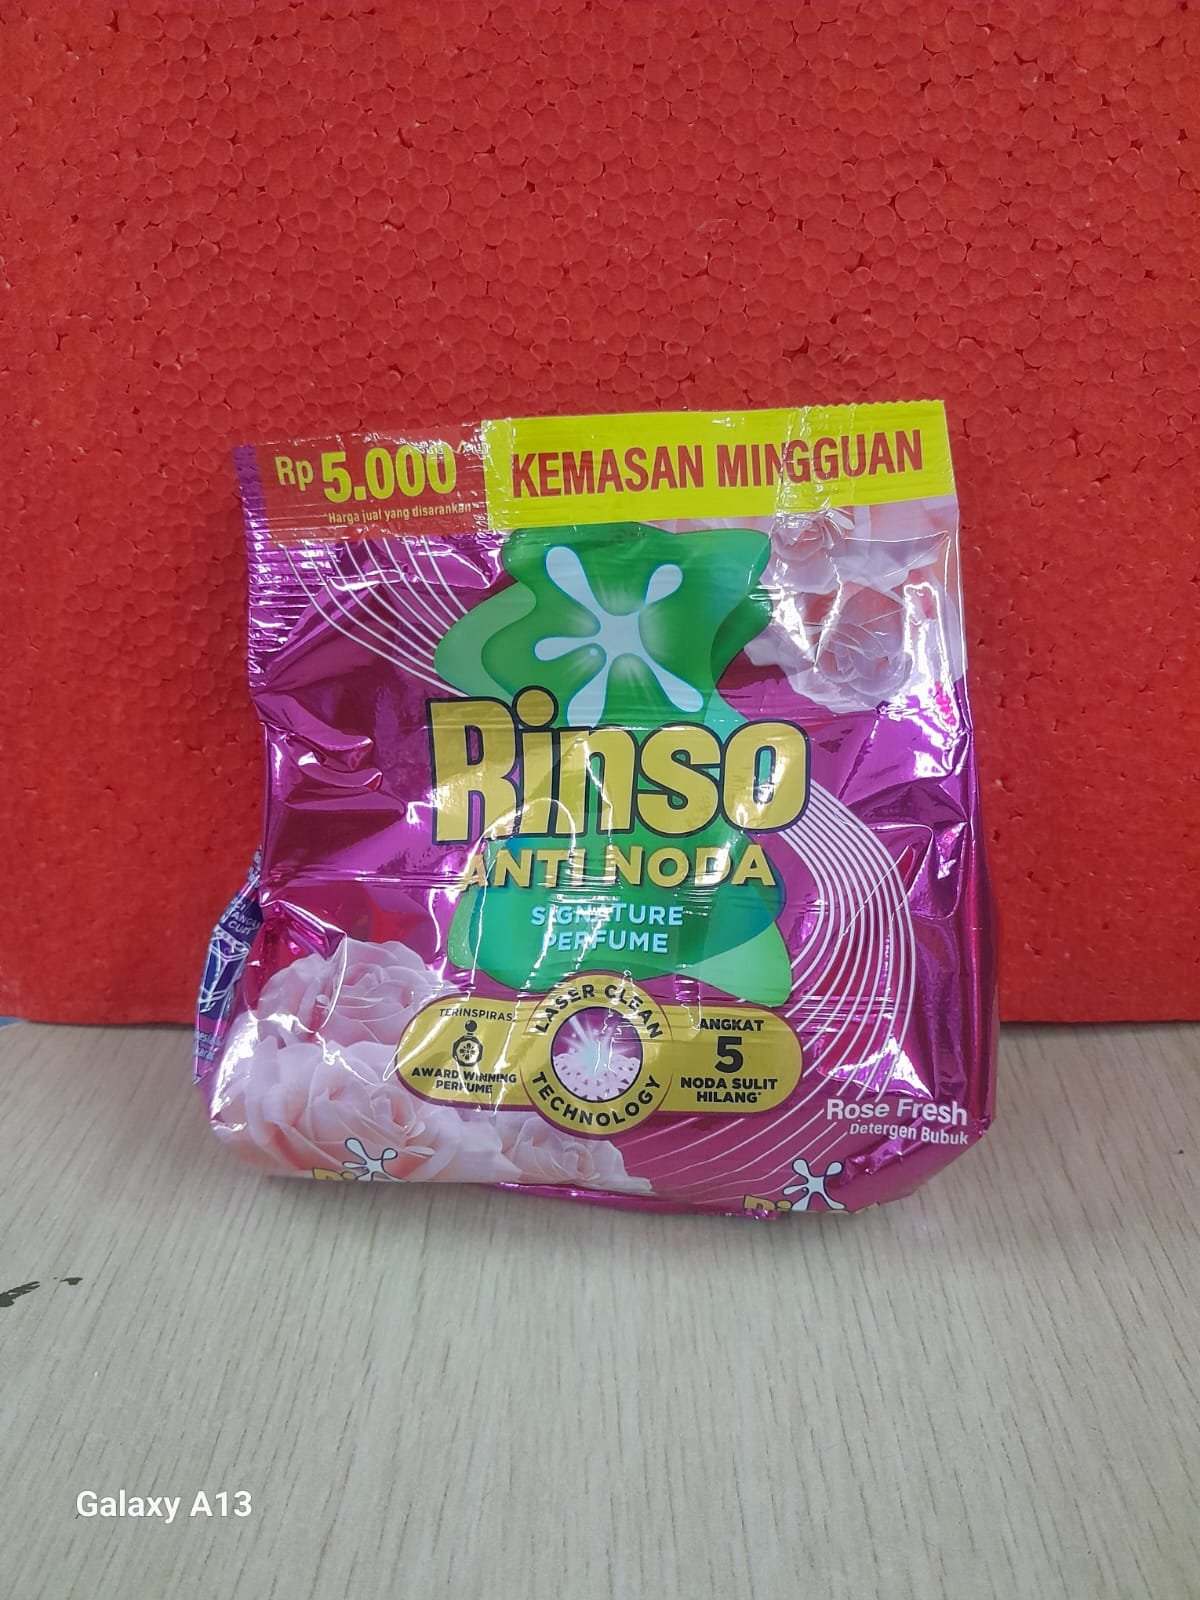 Rp 5.000
*Harga jual yang disarankan
KEMASAN MINGGUAN
Rinso
ANTI NODA
SIGNATURE
PERFUME
TERINSPIRASI
AWARD WINNING
PERFUME
LASER CLEAN
TECHNOLOGY
ANGKAT
5
NODA SULIT
HILANG*
Rose Fresh
Detergen Bubuk
Galaxy A13